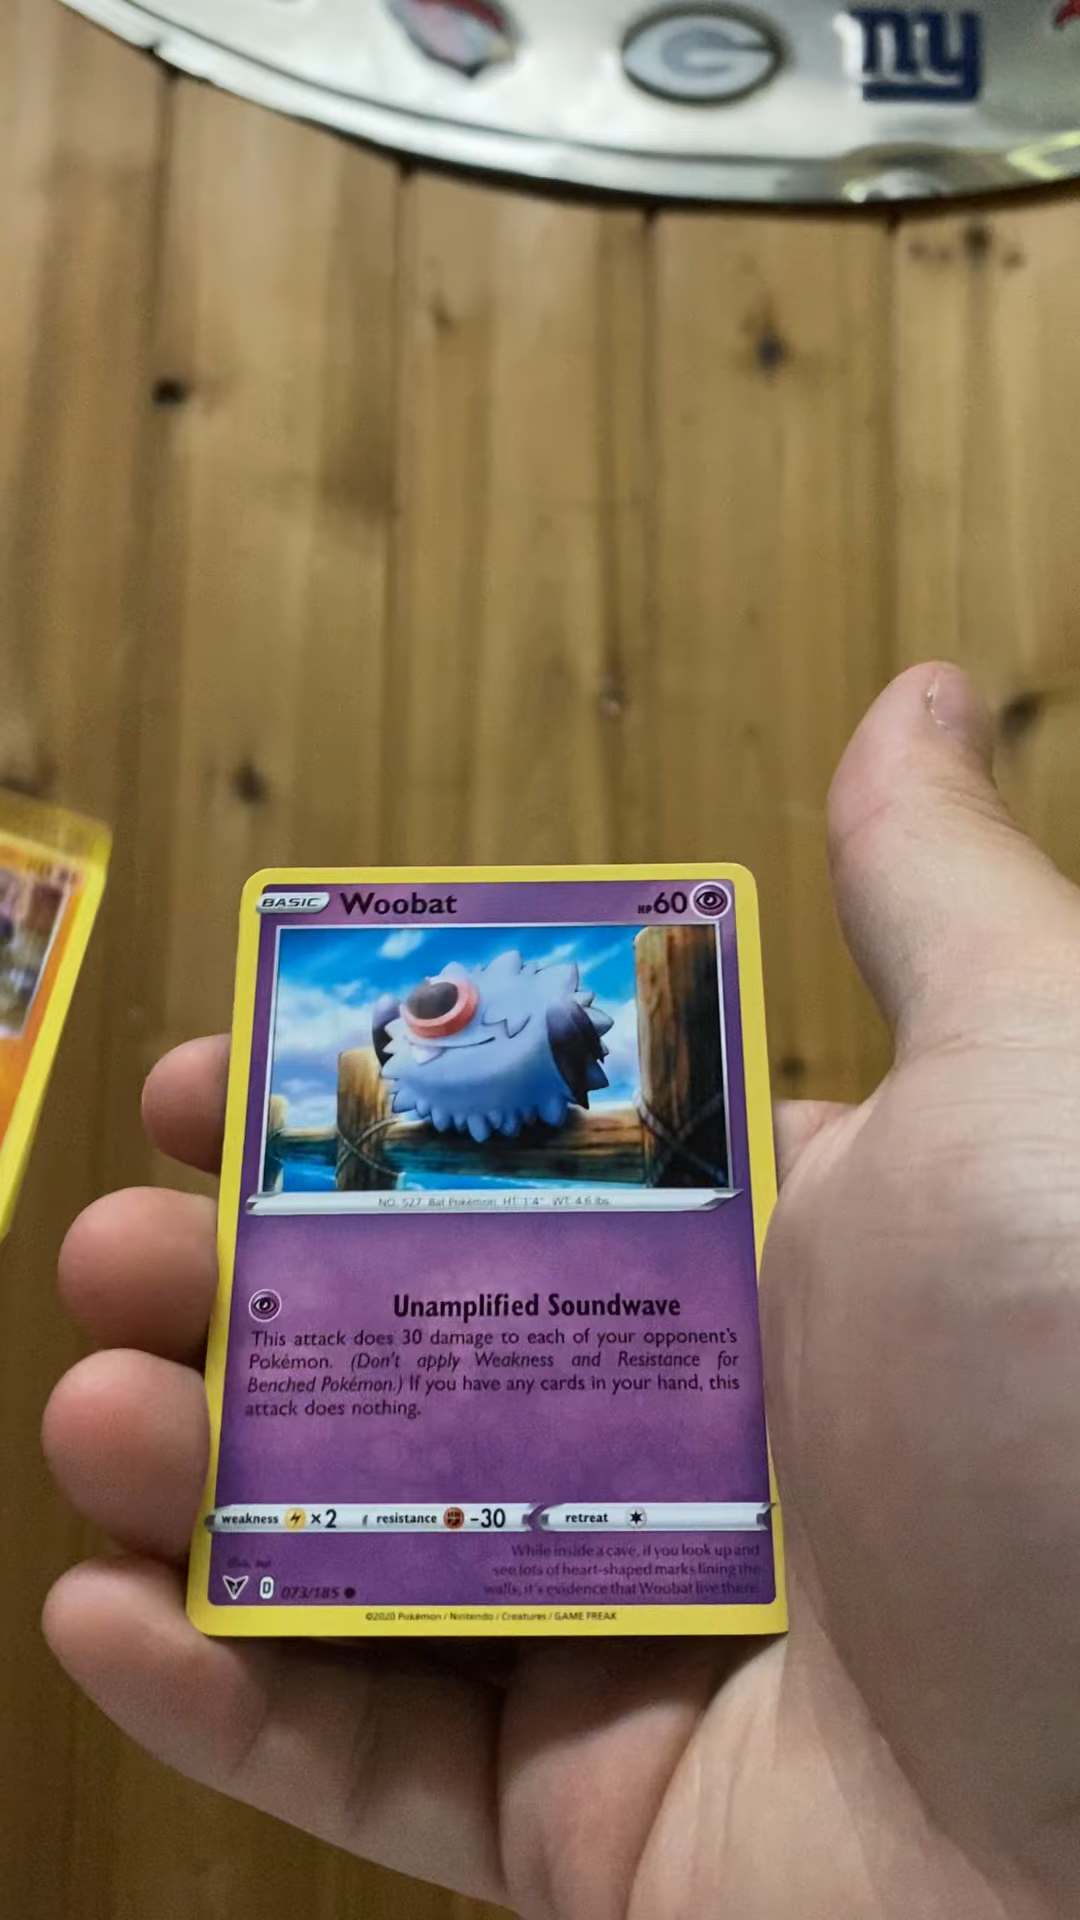 ny
BASIC Woobat HP60
NO. 527 Bat Pokémon HT: 1'4" WT: 4.6 lbs.
Unamplified Soundwave
This attack does 30 damage to each of your opponent's
Pokémon. (Don't apply Weakness and Resistance for
Benched Pokémon.) If you have any cards in your hand, this
attack does nothing.
weakness ×2 resistance -30 retreat
While inside a cave, if you look up and
see lots of heart-shaped marks lining the
walls, it's evidence that Woobat live there.
D 073/185
©2020 Pokémon / Nintendo / Creatures / GAME FREAK